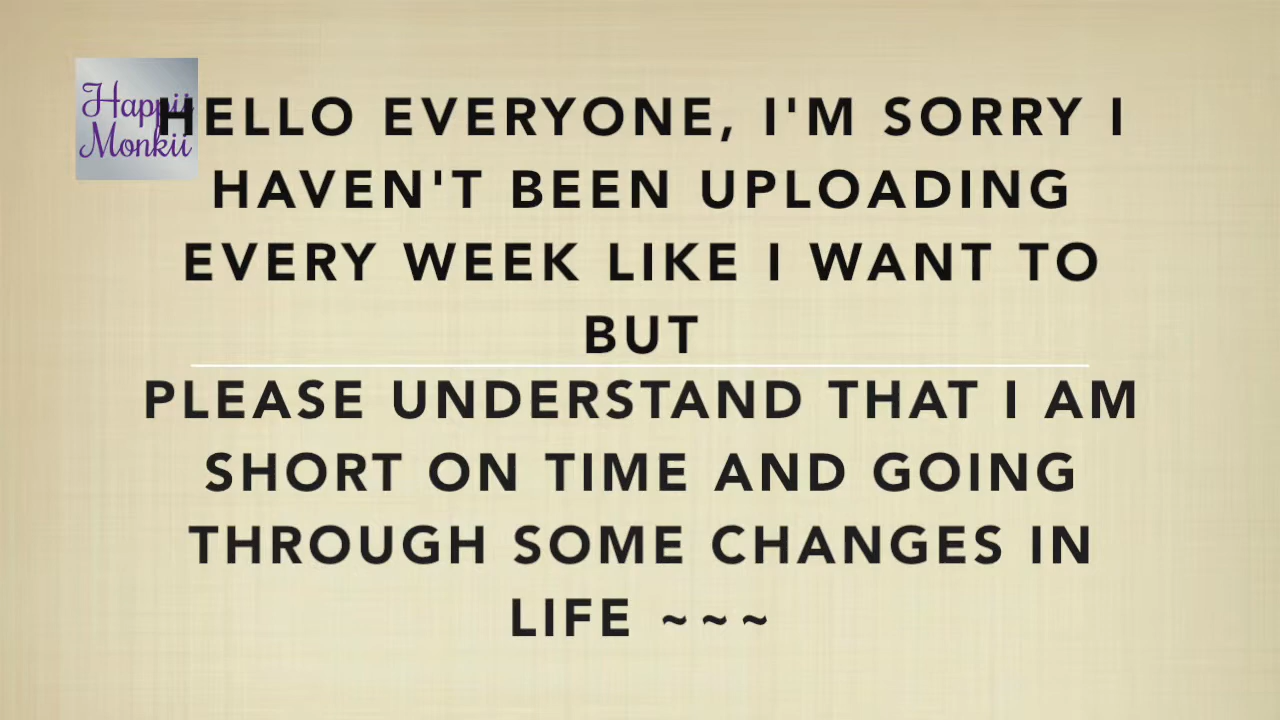 Happii
Monkii
HELLO EVERYONE, I'M SORRY I
HAVEN'T BEEN UPLOADING
EVERY WEEK LIKE I WANT TO
BUT
PLEASE UNDERSTAND THAT I AM
SHORT ON TIME AND GOING
THROUGH SOME CHANGES IN
LIFE ~~~